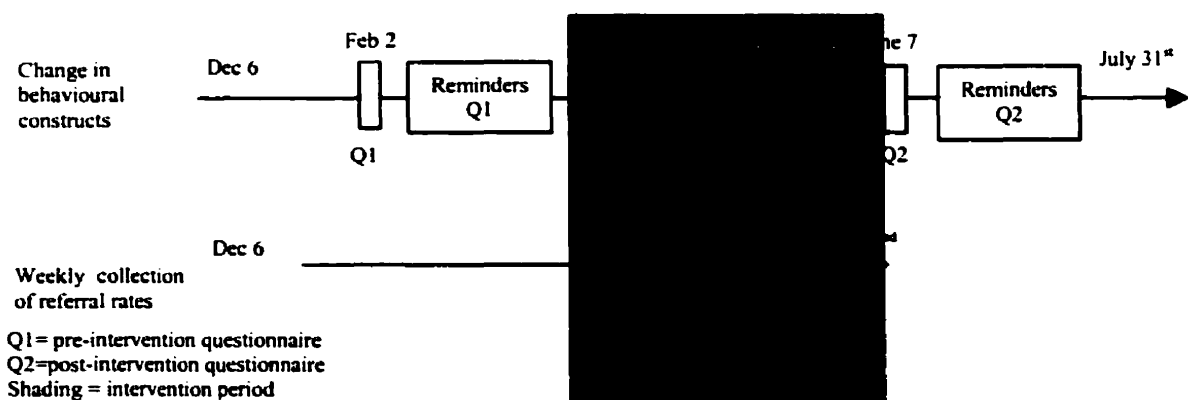 Feb 2
Dec 6
July 31st
Change in
behavioural
constructs
Reminders
Q1
Reminders
Q2
Q1
Q2
Dec 6
Weekly collection
of referral rates
Q1= pre-intervention questionnaire
Q2=post-intervention questionnaire
Shading = intervention period